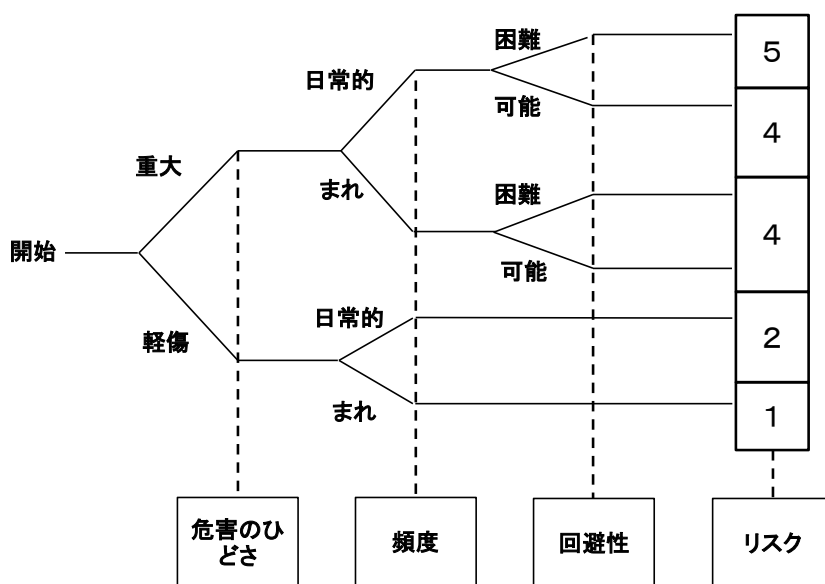 困難
5
日常的
可能
4
重大
まれ
困難
4
開始
可能
日常的
軽傷
2
まれ
1
危害のひ
どさ
頻度
回避性
リスク